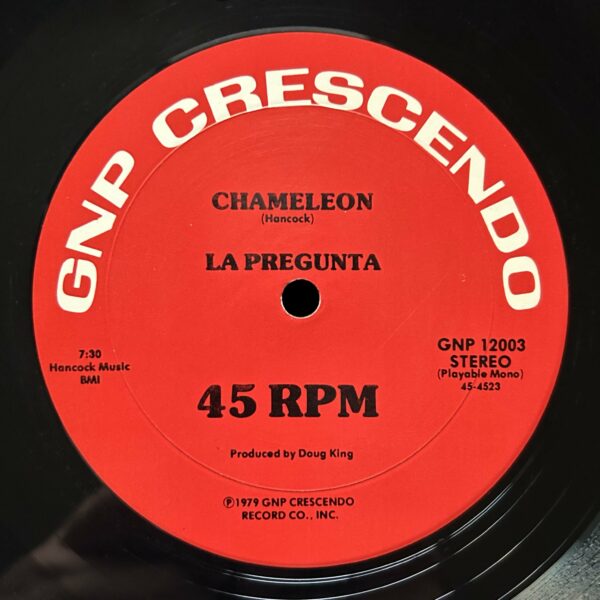 GNP CRESCENDO
CHAMELEON
(Hancock)
LA PREGUNTA
7:30
Hancock Music
BMI
GNP 12003
STEREO
(Playable Mono)
45-4523
45 RPM
Produced by Doug King
Ⓟ1979 GNP CRESCENDO
RECORD CO., INC.